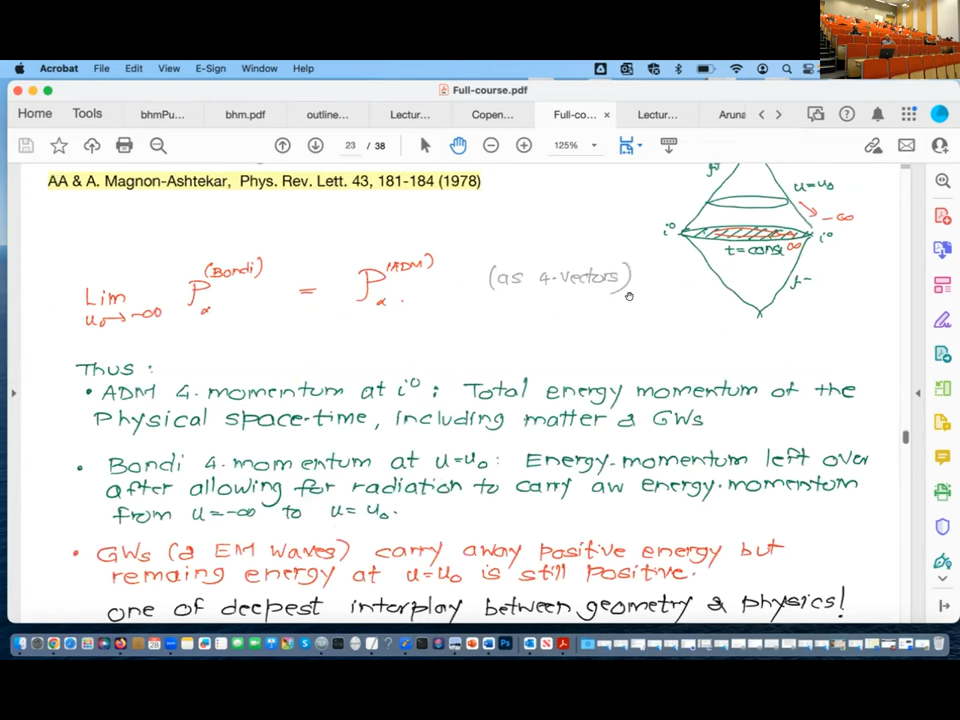 Acrobat File Edit View E-Sign Window Help
Full-course.pdf
Home Tools bhmPu... bhm.pdf outline... Lectur... Copen... Full-co... × Lectur... Aruna
23 / 38 125%
AA & A. Magnon-Ashtekar, Phys. Rev. Lett. 43, 181-184 (1978)
u=u₀
-∞
i⁰ i⁰
t=const ∞
Lim u₀→-∞ P_α^(Bondi) = P_α^(ADM). (as 4-vectors)
Thus :
• ADM 4-momentum at i⁰ : Total energy momentum of the
Physical space-time, including matter & GWs
• Bondi 4-momentum at u=u₀: Energy-momentum left over
after allowing for radiation to carry aw energy-momentum
from u=-∞ to u=u₀.
• GWs (& EM waves) carry away positive energy but
remaing energy at u=u₀ is still positive.
one of deepest interplay between geometry & physics!